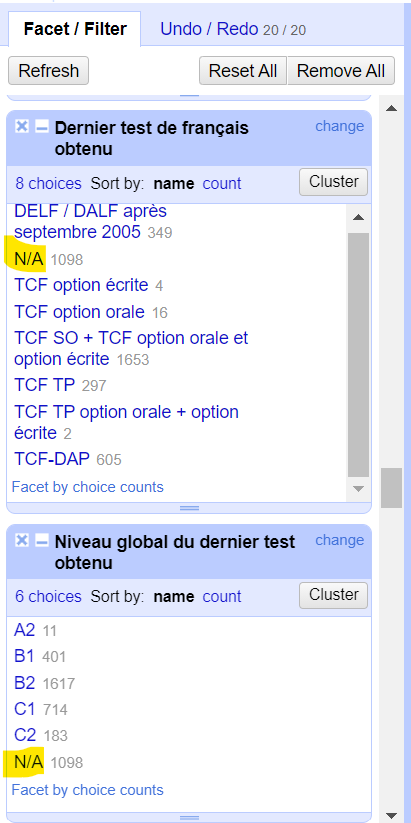 Facet / Filter Undo / Redo 20 / 20
Refresh Reset All Remove All
Dernier test de français obtenu change
8 choices Sort by: name count Cluster
DELF / DALF après
septembre 2005 349
N/A 1098
TCF option écrite 4
TCF option orale 16
TCF SO + TCF option orale et
option écrite 1653
TCF TP 297
TCF TP option orale + option
écrite 2
TCF-DAP 605
Facet by choice counts
Niveau global du dernier test
obtenu change
6 choices Sort by: name count Cluster
A2 11
B1 401
B2 1617
C1 714
C2 183
N/A 1098
Facet by choice counts